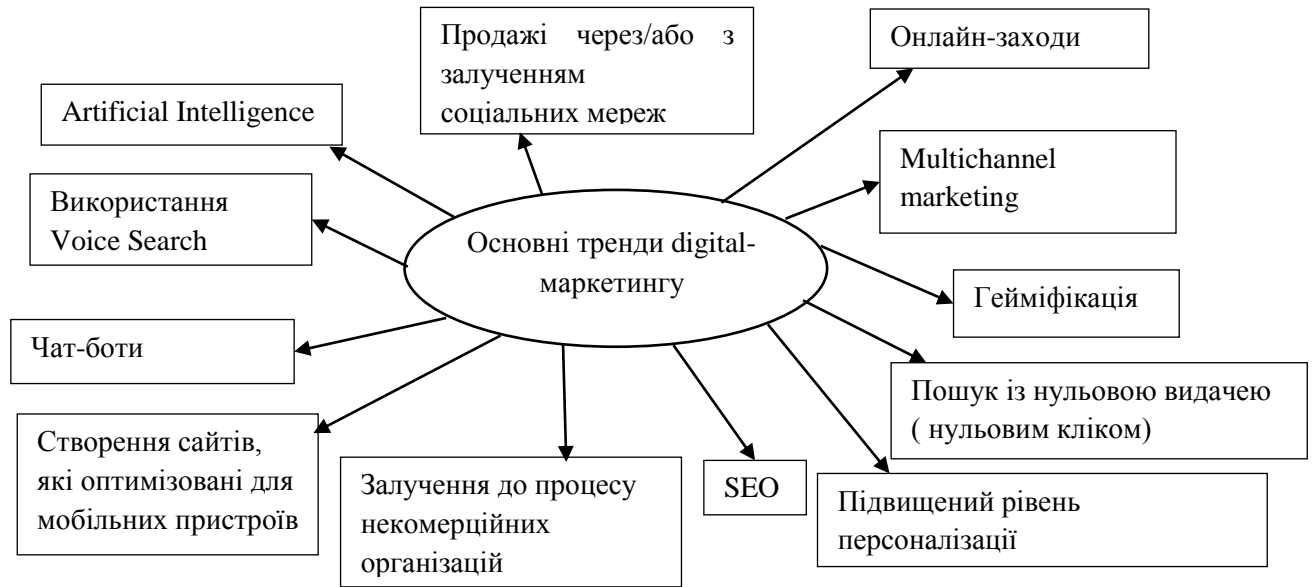 Продажі через/або з
залученням
соціальних мереж
Онлайн-заходи
Artificial Intelligence
Multichannel
marketing
Використання
Voice Search
Основні тренди digital-
маркетингу
Гейміфікація
Чат-боти
Пошук із нульовою видачею
( нульовим кліком)
Створення сайтів,
які оптимізовані для
мобільних пристроїв
Залучення до процесу
некомерційних
організацій
SEO
Підвищений рівень
персоналізації